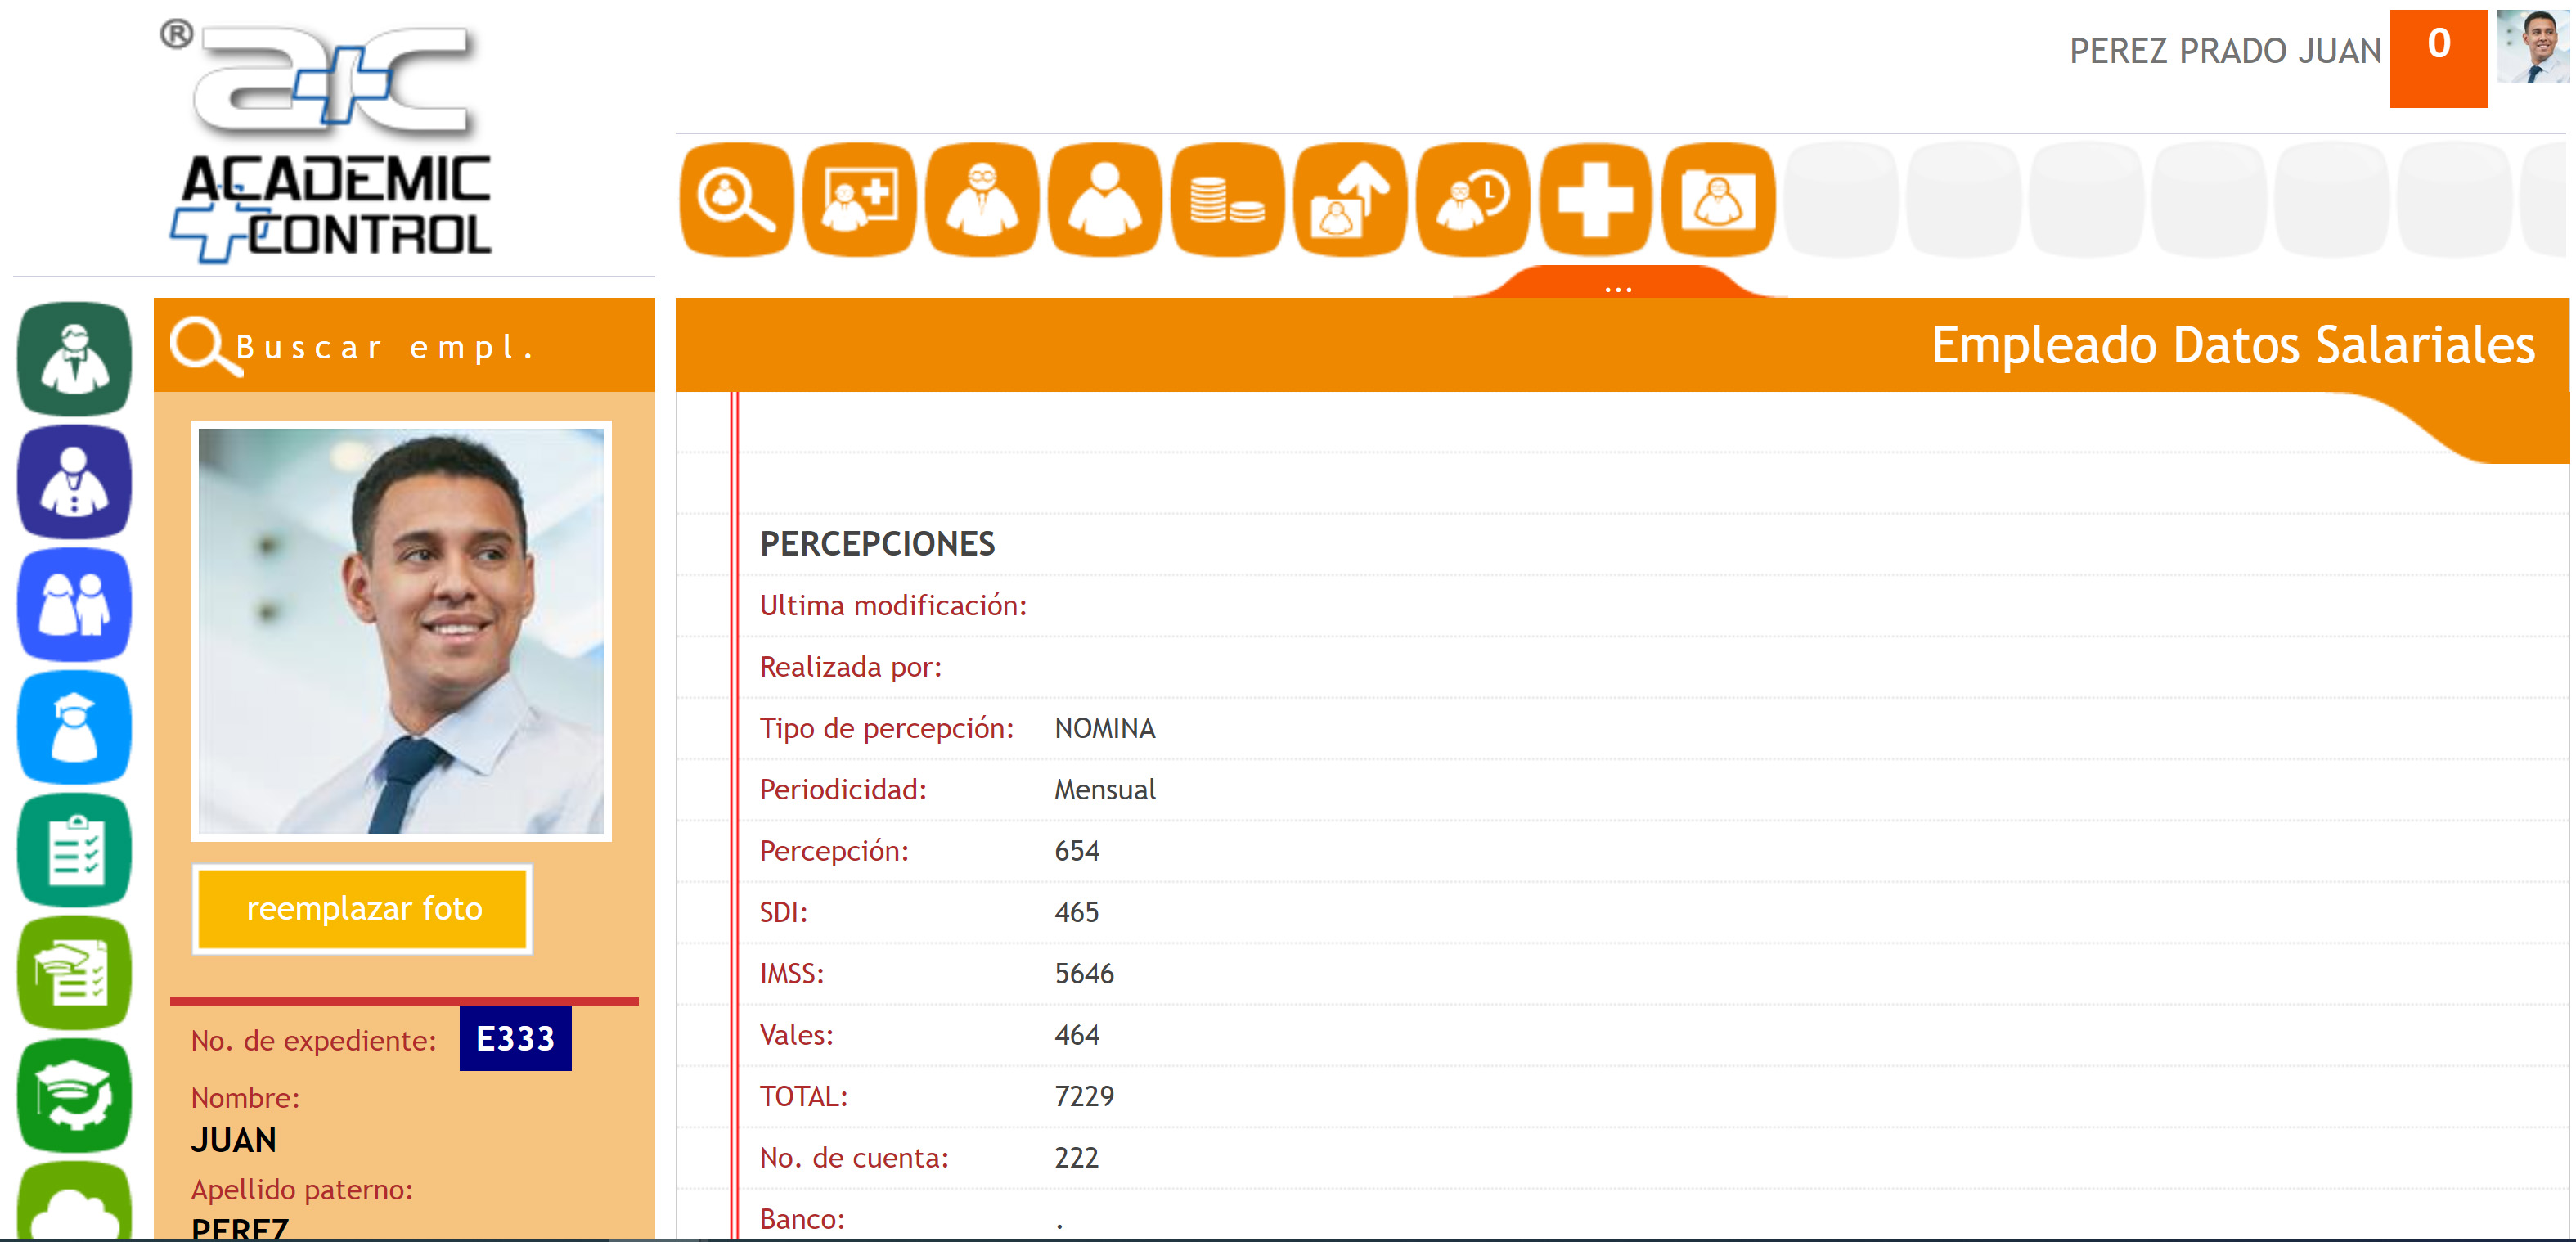 ®
a+c
ACADEMIC
CONTROL
PEREZ PRADO JUAN 0
...
Buscar empl.
Empleado Datos Salariales
reemplazar foto
No. de expediente: E333
Nombre:
JUAN
Apellido paterno:
PEREZ
PERCEPCIONES
Ultima modificación:
Realizada por:
Tipo de percepción: NOMINA
Periodicidad: Mensual
Percepción: 654
SDI: 465
IMSS: 5646
Vales: 464
TOTAL: 7229
No. de cuenta: 222
Banco: .